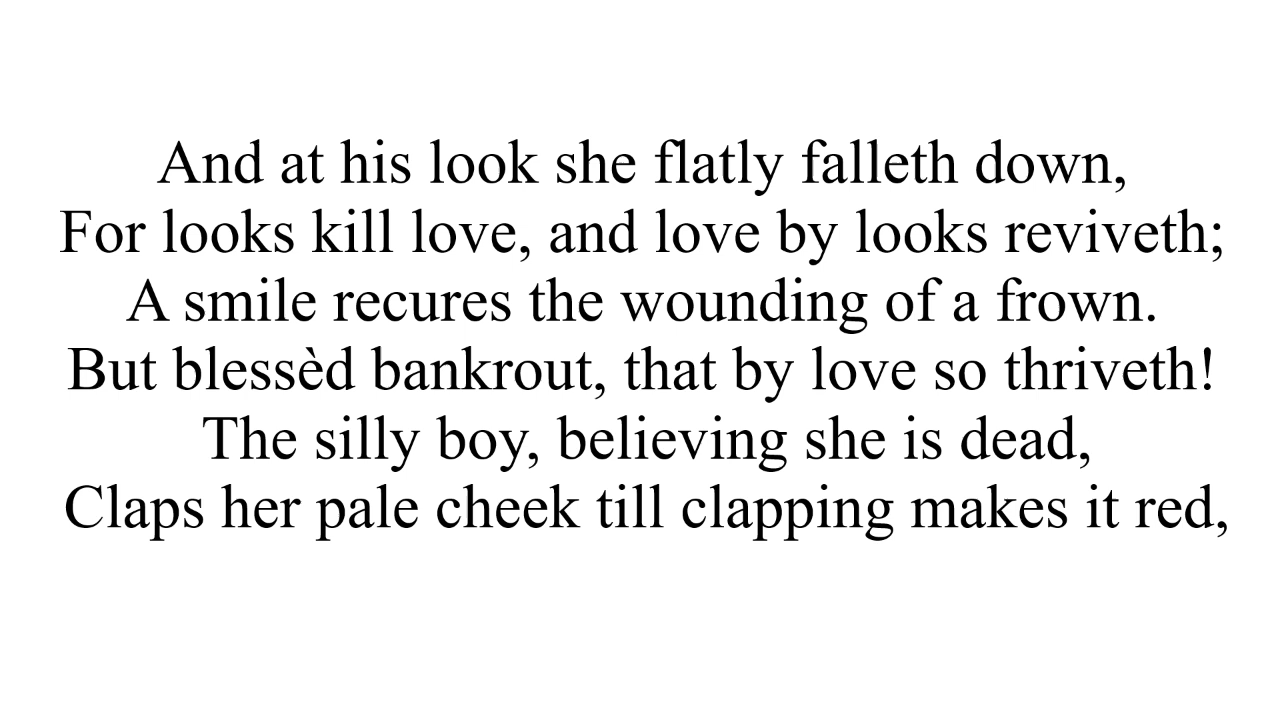 And at his look she flatly falleth down,
For looks kill love, and love by looks reviveth;
A smile recures the wounding of a frown.
But blessèd bankrout, that by love so thriveth!
The silly boy, believing she is dead,
Claps her pale cheek till clapping makes it red,